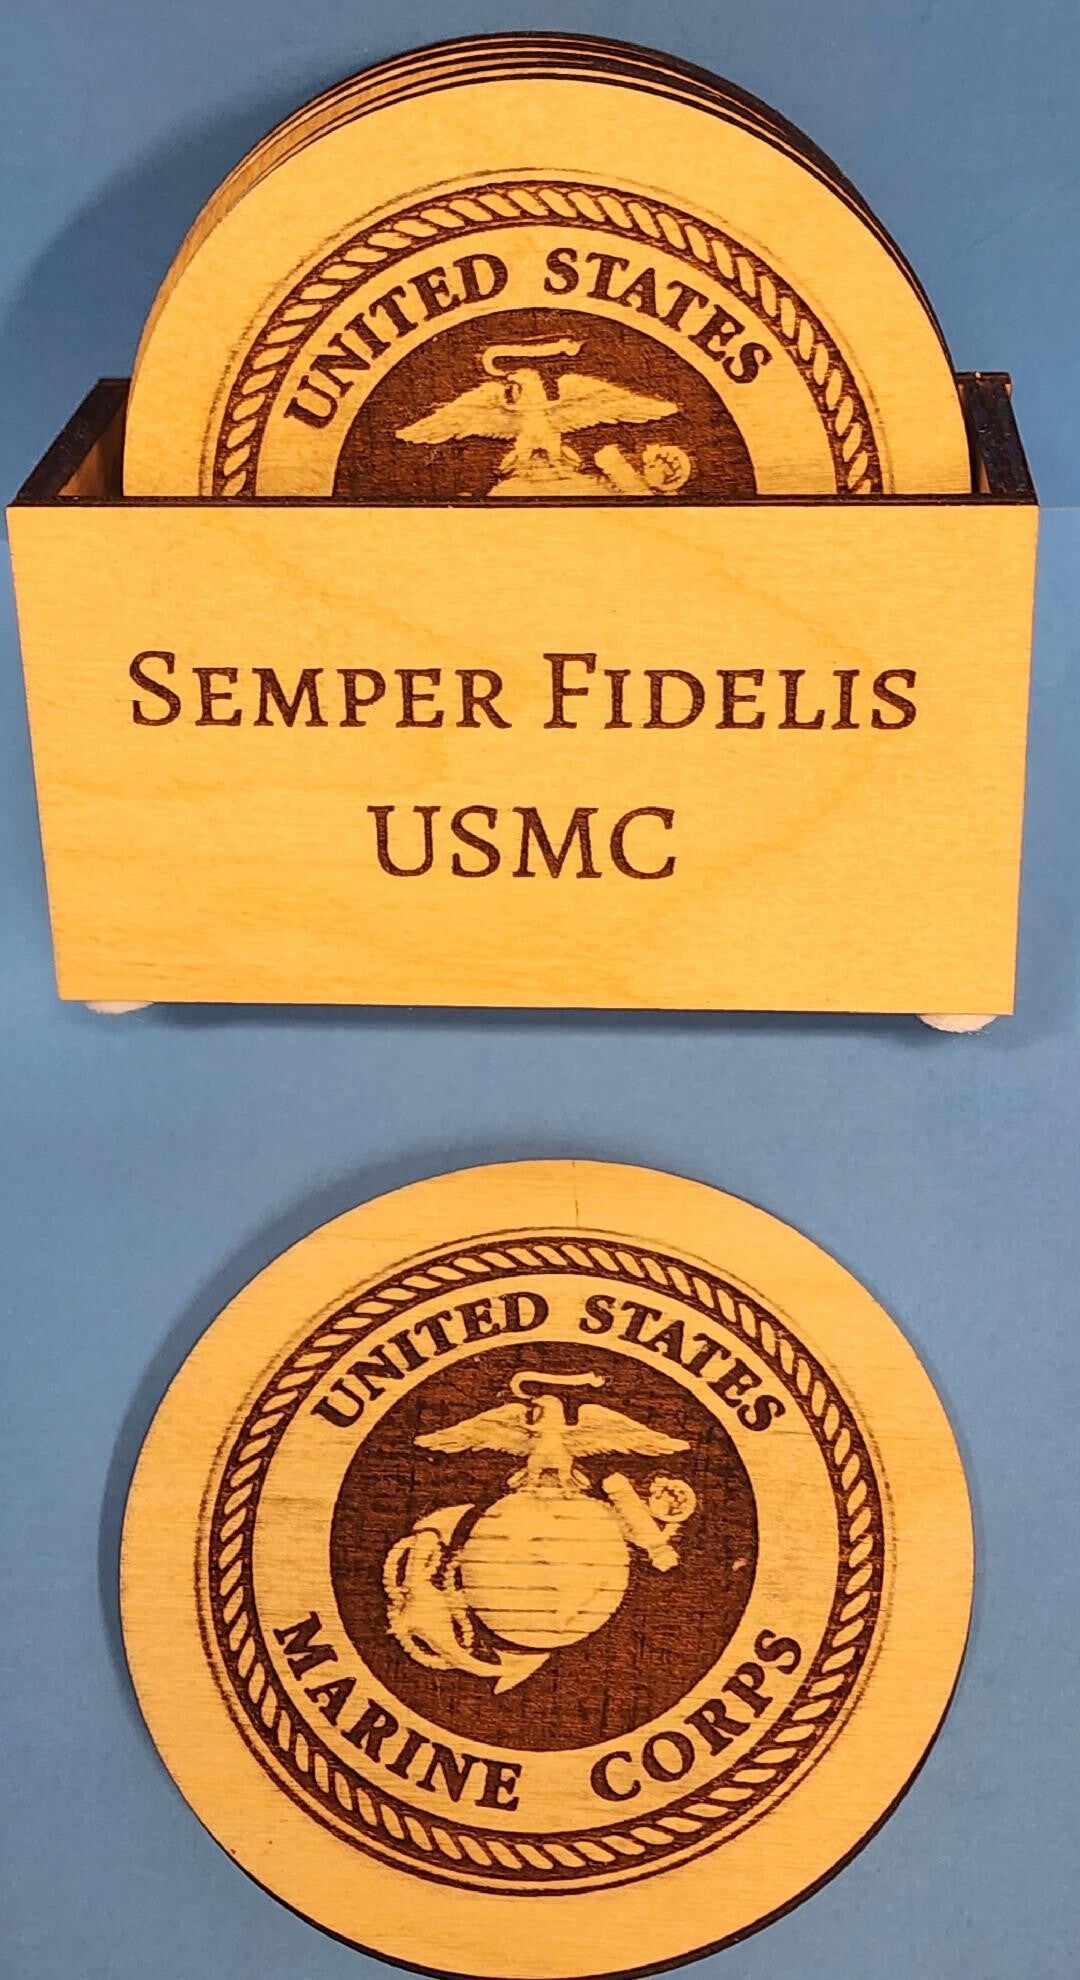 UNITED STATES
SEMPER FIDELIS
USMC
UNITED STATES
MARINE CORPS